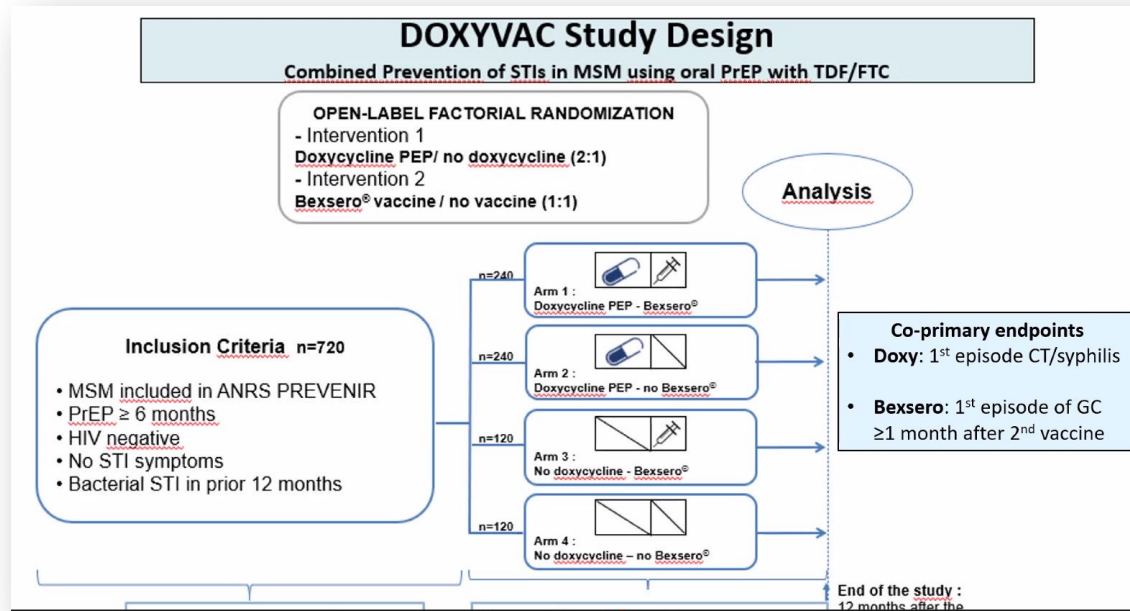 DOXYVAC Study Design
Combined Prevention of STIs in MSM using oral PrEP with TDF/FTC
OPEN-LABEL FACTORIAL RANDOMIZATION
- Intervention 1
Doxycycline PEP/ no doxycycline (2:1)
- Intervention 2
Bexsero® vaccine / no vaccine (1:1)
Analysis
Inclusion Criteria n=720
• MSM included in ANRS PREVENIR
• PrEP ≥ 6 months
• HIV negative
• No STI symptoms
• Bacterial STI in prior 12 months
n=240
Arm 1 :
Doxycycline PEP - Bexsero©
n=240
Arm 2 :
Doxycycline PEP - no Bexsero©
n=120
Arm 3 :
No doxycycline - Bexsero©
n=120
Arm 4 :
No doxycycline – no Bexsero©
Co-primary endpoints
• Doxy: 1st episode CT/syphilis
• Bexsero: 1st episode of GC
≥1 month after 2nd vaccine
End of the study :
12 months after the